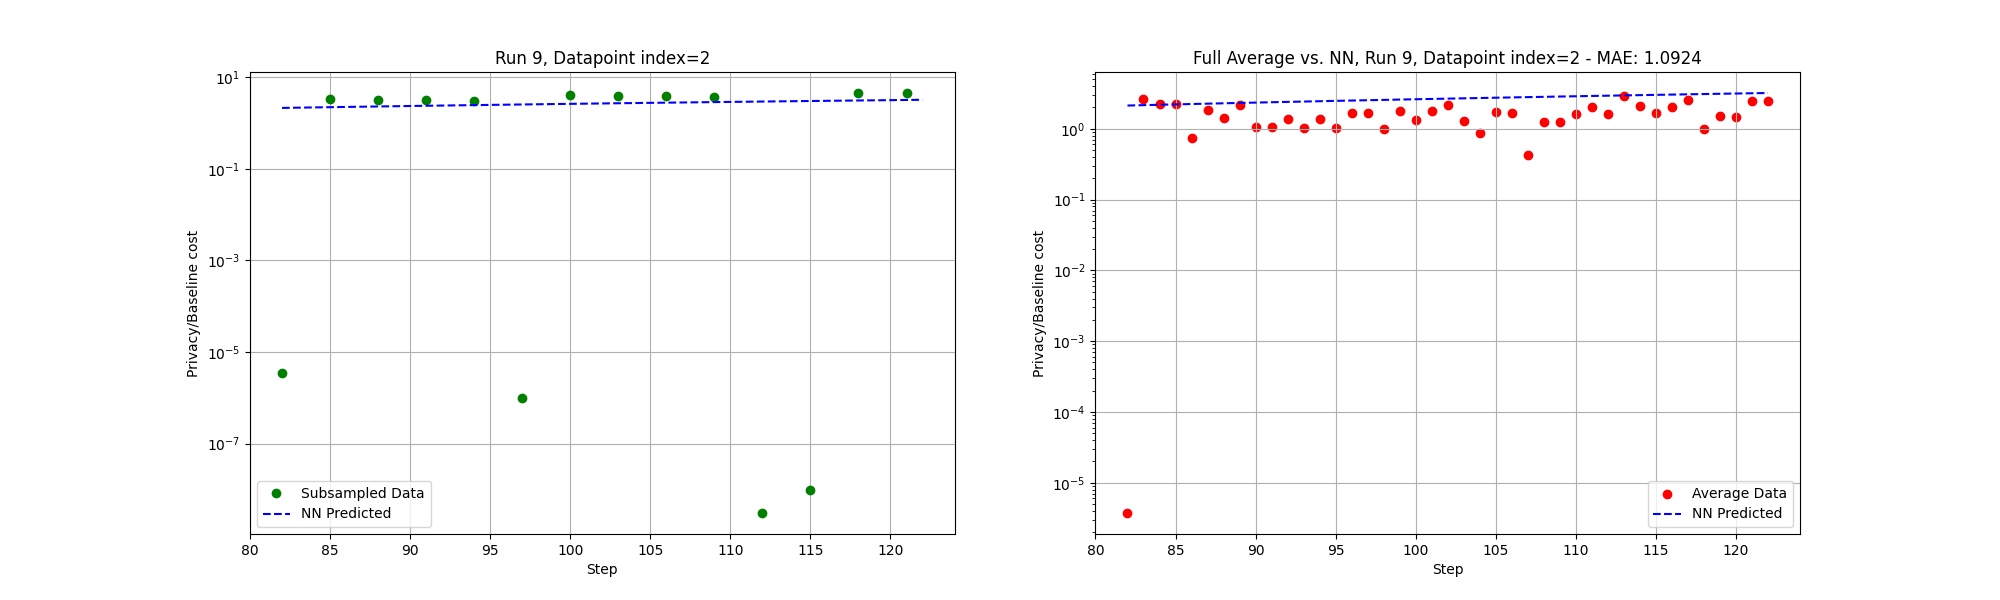 Run 9, Datapoint index=2
Privacy/Baseline cost
10^1
10^-1
10^-3
10^-5
10^-7
80 85 90 95 100 105 110 115 120
Step
Subsampled Data
NN Predicted
Full Average vs. NN, Run 9, Datapoint index=2 - MAE: 1.0924
Privacy/Baseline cost
10^0
10^-1
10^-2
10^-3
10^-4
10^-5
80 85 90 95 100 105 110 115 120
Step
Average Data
NN Predicted